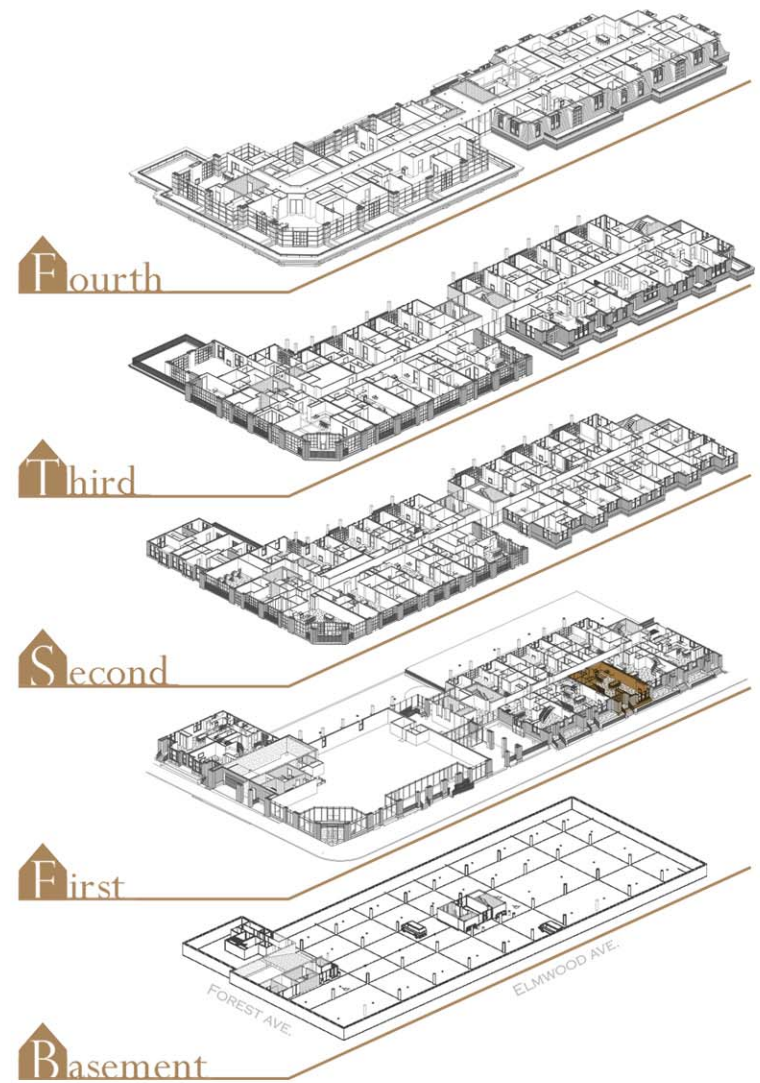 Fourth
Third
Second
First
FOREST AVE.
ELMWOOD AVE.
Basement